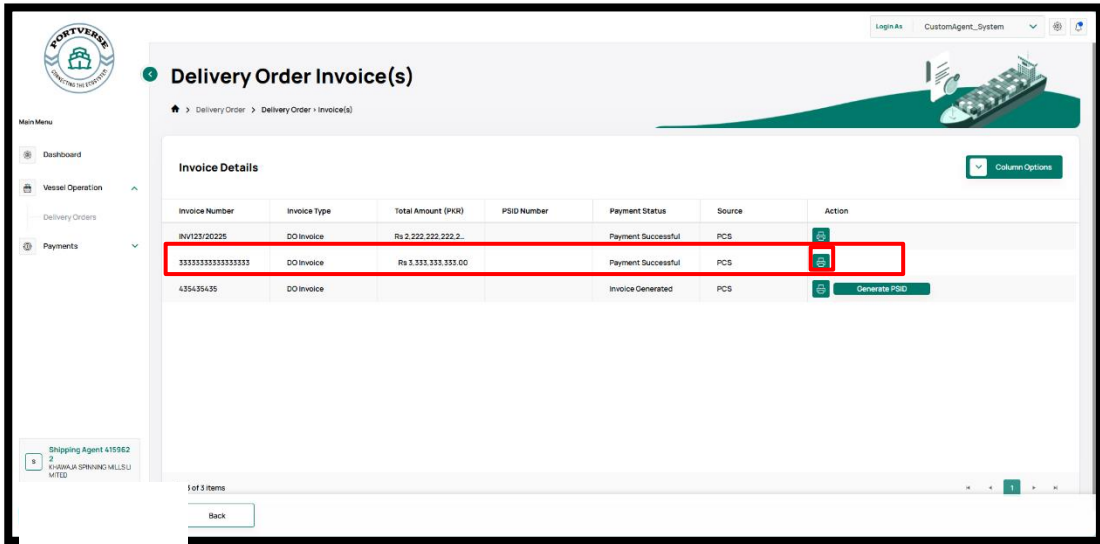 PORTVERSE
CONNECTING THE ECOSYSTEM
Login As CustomAgent_System
Delivery Order Invoice(s)
Delivery Order > Delivery Order > Invoice(s)
Main Menu
Dashboard
Vessel Operation
Delivery Orders
Payments
Invoice Details
Column Options
Invoice Number Invoice Type Total Amount (PKR) PSID Number Payment Status Source Action
INV123/20225 DO Invoice Rs 2,222,222,222,2... Payment Successful PCS
33333333333333333 DO Invoice Rs 3,333,333,333.00 Payment Successful PCS
435435435 DO Invoice Invoice Generated PCS Generate PSID
S
Shipping Agent 415962
2
KHAWAJA SPINNING MILLS LI
MITED
of 3 items
1
Back